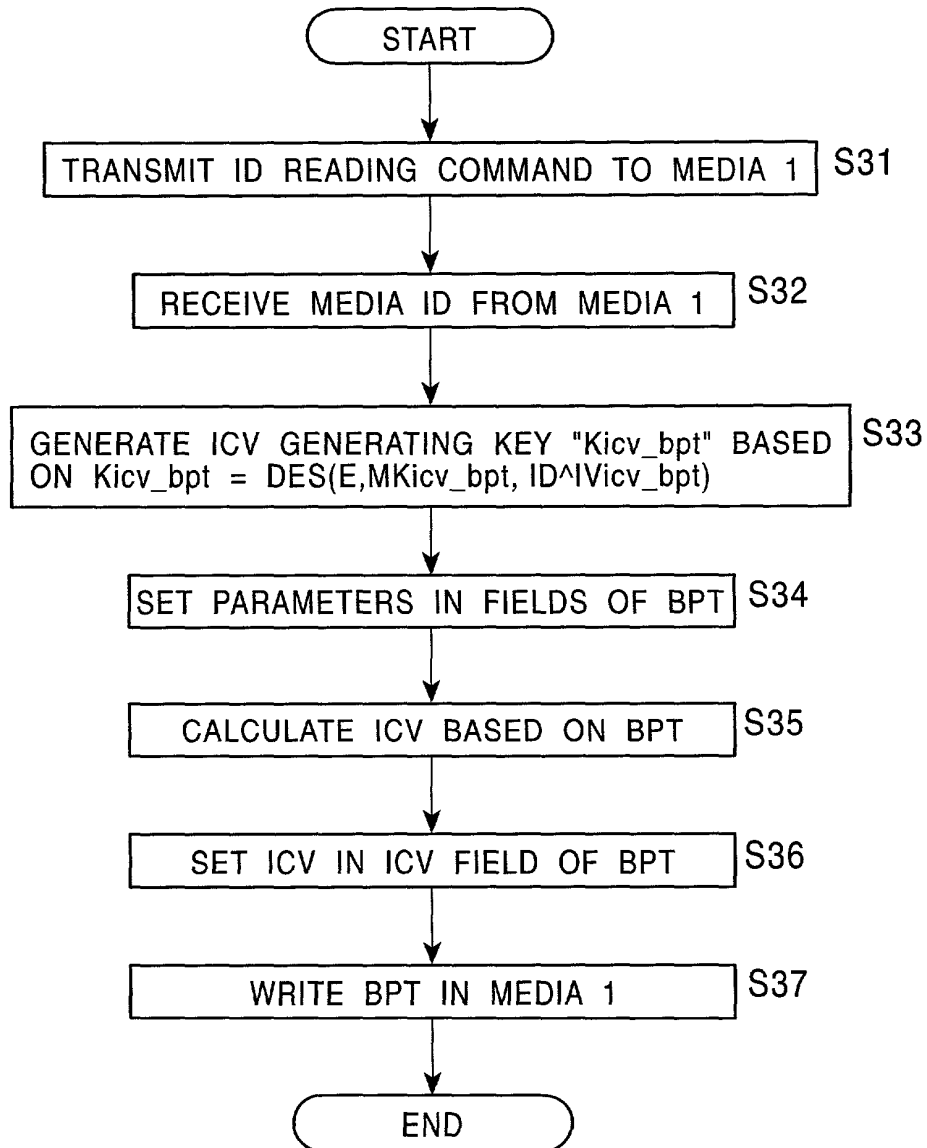 START
TRANSMIT ID READING COMMAND TO MEDIA 1
S31
RECEIVE MEDIA ID FROM MEDIA 1
S32
GENERATE ICV GENERATING KEY "Kicv_bpt" BASED
ON Kicv_bpt = DES(E,MKicv_bpt, ID^IVicv_bpt)
S33
SET PARAMETERS IN FIELDS OF BPT
S34
CALCULATE ICV BASED ON BPT
S35
SET ICV IN ICV FIELD OF BPT
S36
WRITE BPT IN MEDIA 1
S37
END